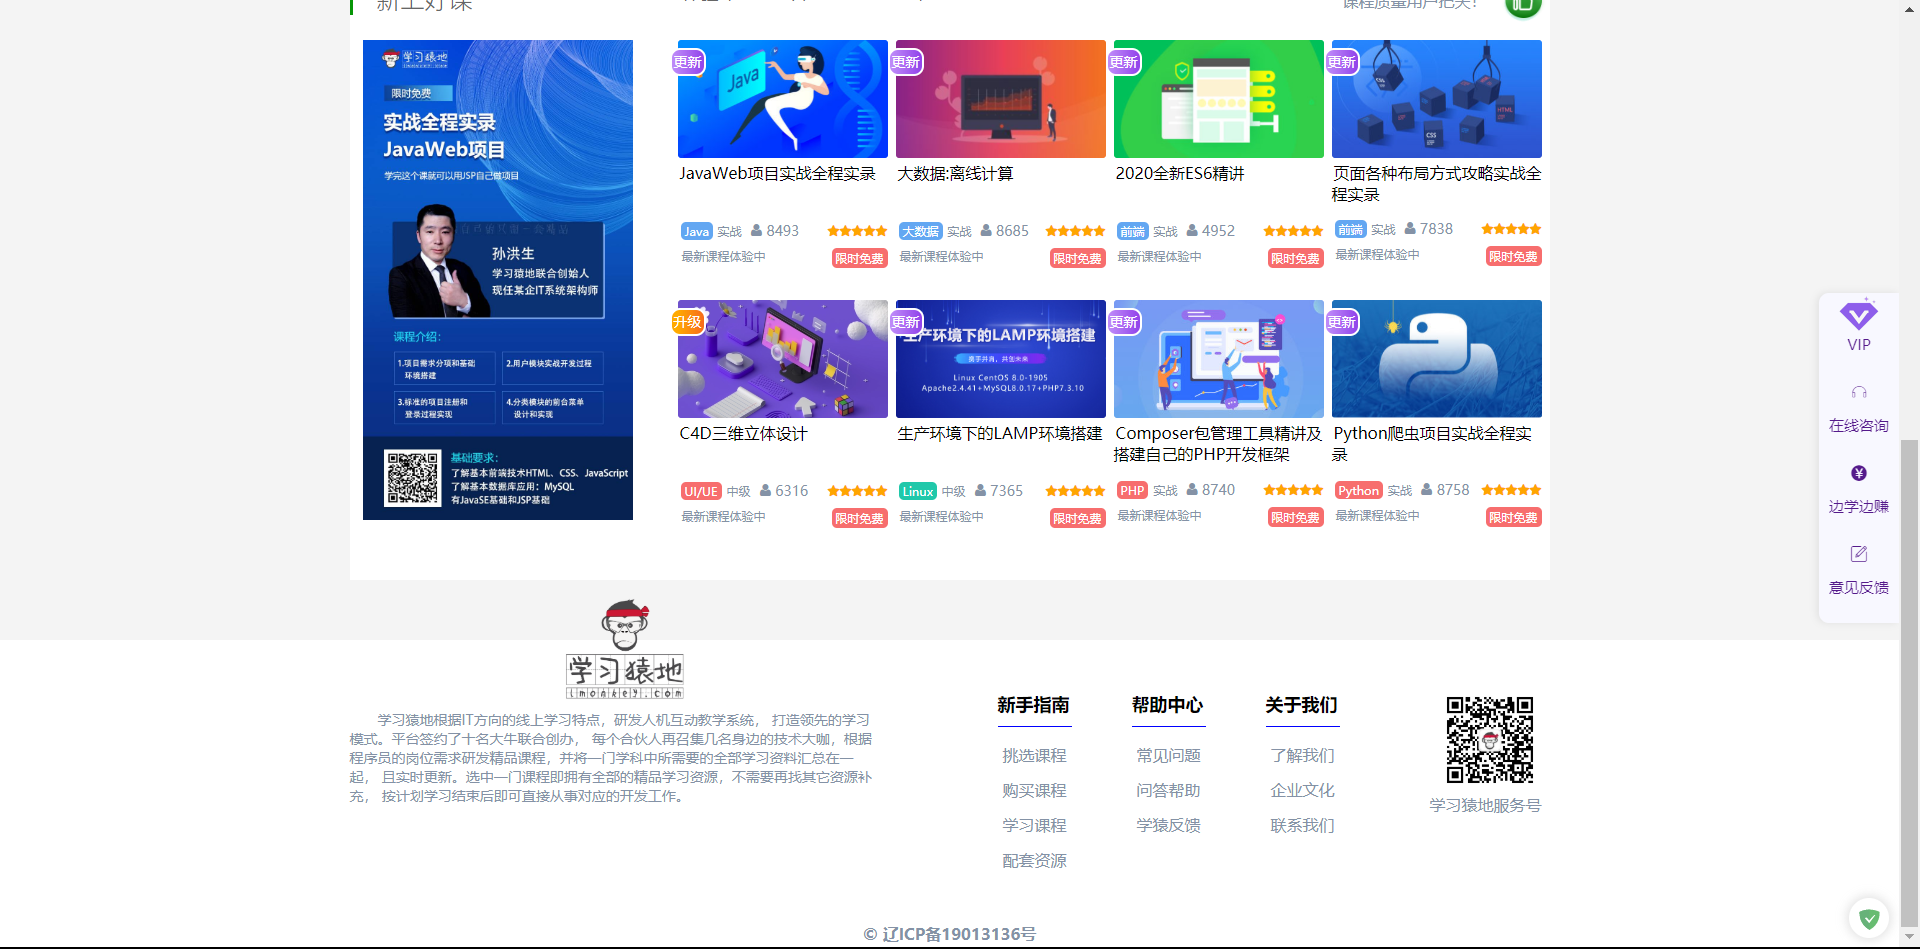 新上好课
课程质量用户把关！
学习猿地
限时免费
实战全程实录
JavaWeb项目
学完这个课就可以用JSP自己做项目
孙洪生
学习猿地联合创始人
现任某企IT系统架构师
课程介绍：
1.项目需求分项和基础
环境搭建
2.用户模块实战开发过程
3.标准的项目注册和
登录过程实现
4.分类模块的前台菜单
设计和实现
基础要求：
了解基本前端技术HTML、CSS、JavaScript
了解基本数据库应用：MySQL
有JavaSE基础和JSP基础
更新
Java
JavaWeb项目实战全程实录
Java 实战 8493
最新课程体验中 限时免费
更新
大数据:离线计算
大数据 实战 8685
最新课程体验中 限时免费
更新
2020全新ES6精讲
前端 实战 4952
最新课程体验中 限时免费
更新
HTML
CSS
页面各种布局方式攻略实战全
程实录
前端 实战 7838
最新课程体验中 限时免费
升级
C4D三维立体设计
UI/UE 中级 6316
最新课程体验中 限时免费
更新
生产环境下的LAMP环境搭建
携手并肩，共创未来
Linux CentOS 8.0-1905
Apache2.4.41+MySQL8.0.17+PHP7.3.10
生产环境下的LAMP环境搭建
Linux 中级 7365
最新课程体验中 限时免费
更新
Composer包管理工具精讲及
搭建自己的PHP开发框架
PHP 实战 8740
最新课程体验中 限时免费
更新
Python爬虫项目实战全程实
录
Python 实战 8758
最新课程体验中 限时免费
VIP
在线咨询
边学边赚
意见反馈
学习猿地
imonkey.com
学习猿地根据IT方向的线上学习特点，研发人机互动教学系统， 打造领先的学习
模式。平台签约了十名大牛联合创办， 每个合伙人再召集几名身边的技术大咖，根据
程序员的岗位需求研发精品课程，并将一门学科中所需要的全部学习资料汇总在一
起， 且实时更新。选中一门课程即拥有全部的精品学习资源，不需要再找其它资源补
充， 按计划学习结束后即可直接从事对应的开发工作。
新手指南
挑选课程
购买课程
学习课程
配套资源
帮助中心
常见问题
问答帮助
学猿反馈
关于我们
了解我们
企业文化
联系我们
学习猿地服务号
© 辽ICP备19013136号